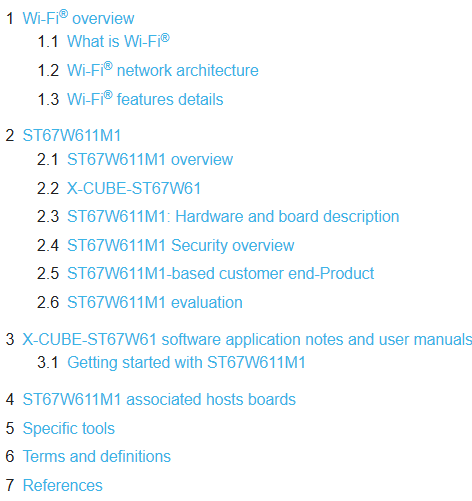 1 Wi-Fi® overview
1.1 What is Wi-Fi®
1.2 Wi-Fi® network architecture
1.3 Wi-Fi® features details
2 ST67W611M1
2.1 ST67W611M1 overview
2.2 X-CUBE-ST67W61
2.3 ST67W611M1: Hardware and board description
2.4 ST67W611M1 Security overview
2.5 ST67W611M1-based customer end-Product
2.6 ST67W611M1 evaluation
3 X-CUBE-ST67W61 software application notes and user manuals
3.1 Getting started with ST67W611M1
4 ST67W611M1 associated hosts boards
5 Specific tools
6 Terms and definitions
7 References